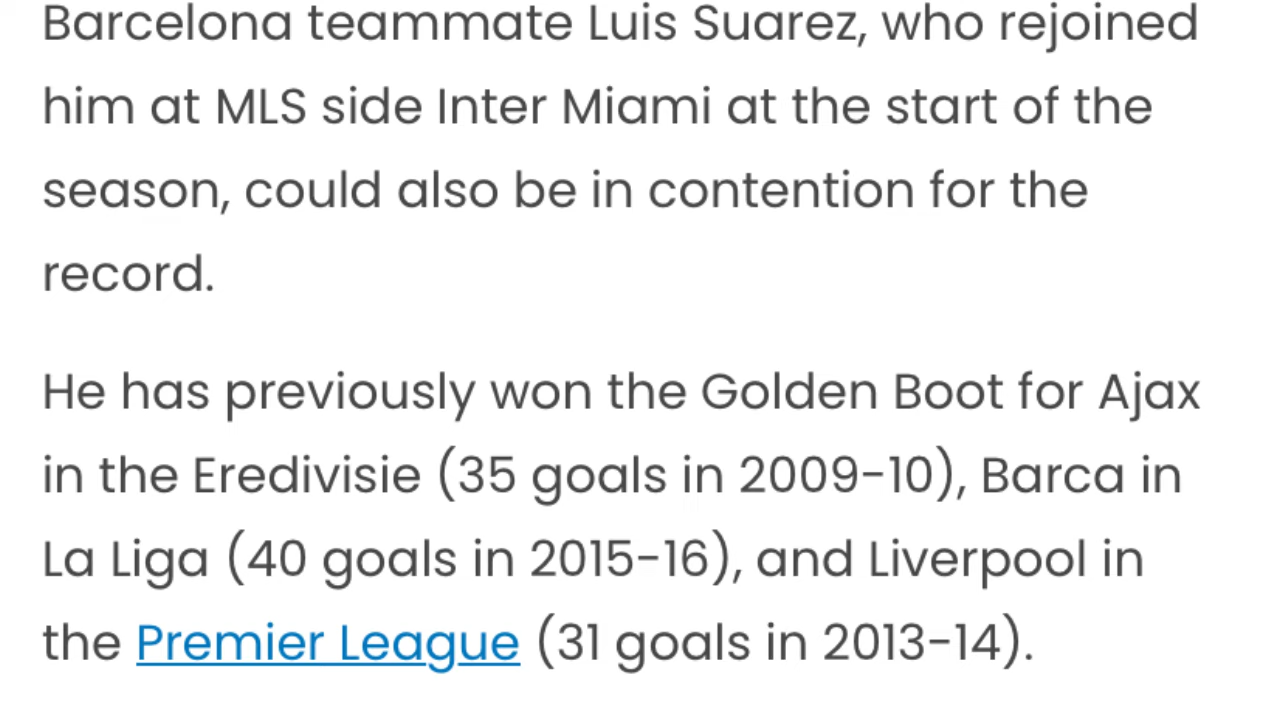 Barcelona teammate Luis Suarez, who rejoined
him at MLS side Inter Miami at the start of the
season, could also be in contention for the
record.
He has previously won the Golden Boot for Ajax
in the Eredivisie (35 goals in 2009-10), Barca in
La Liga (40 goals in 2015-16), and Liverpool in
the Premier League (31 goals in 2013-14).